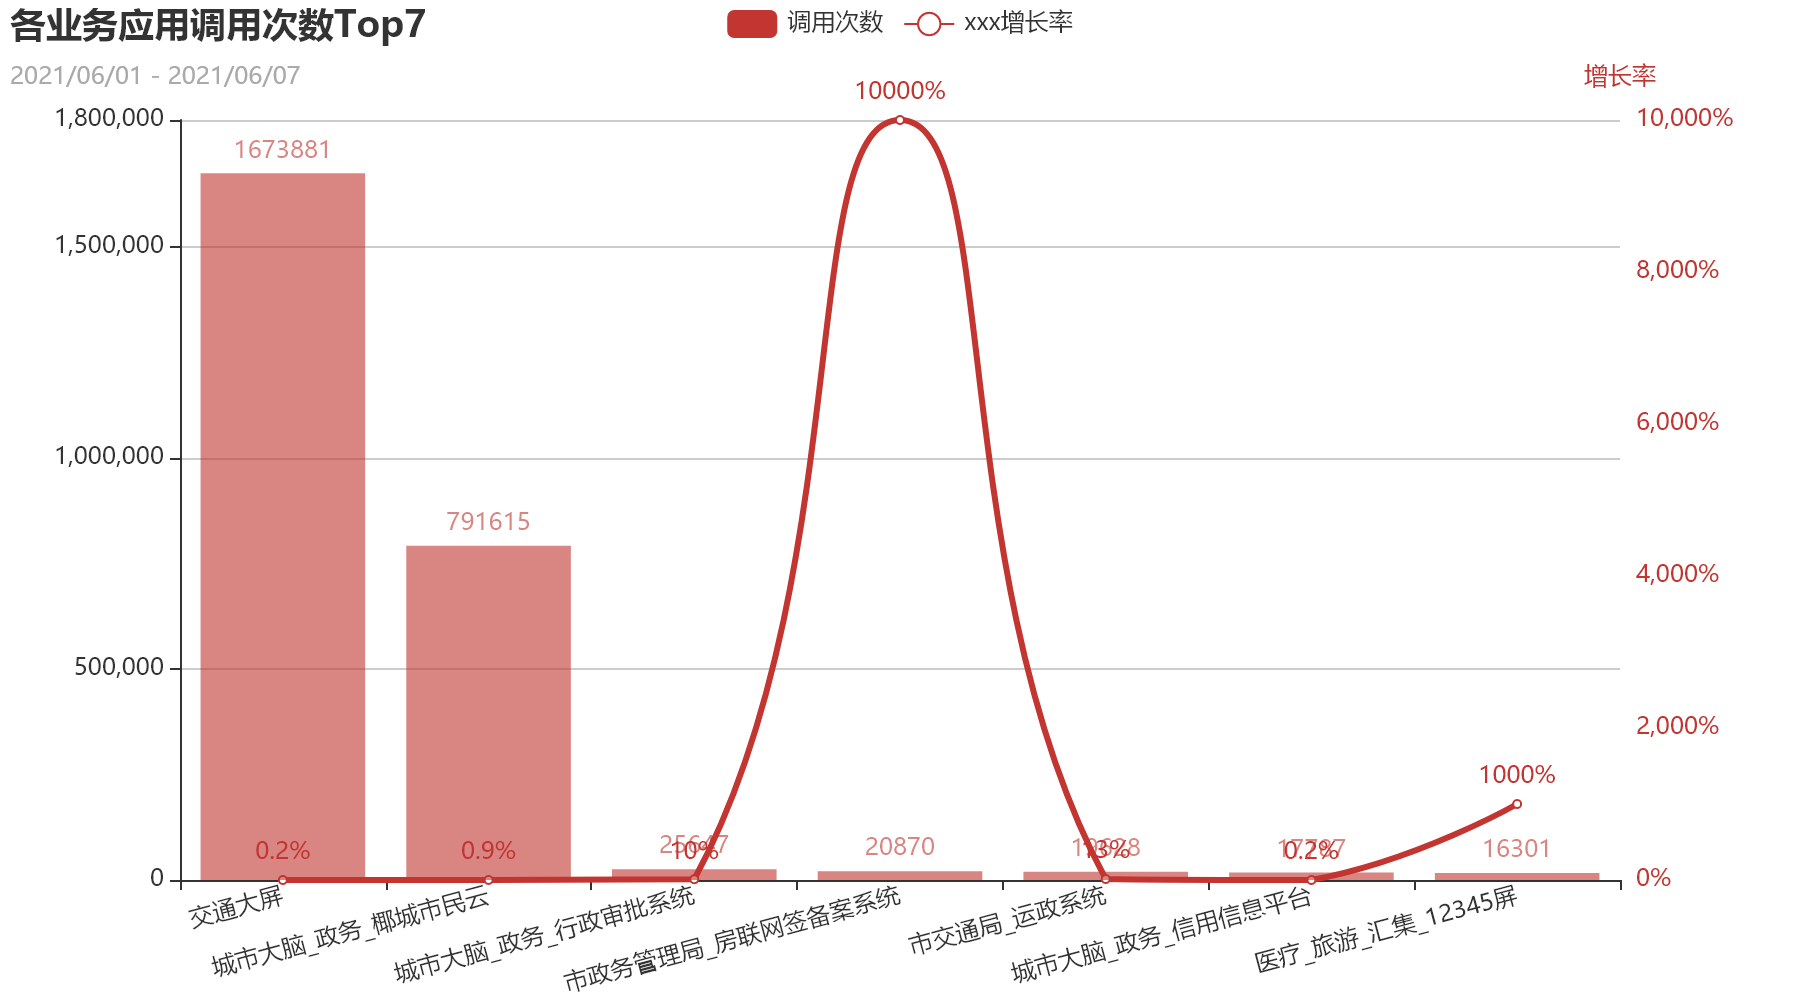 各业务应用调用次数Top7
2021/06/01 - 2021/06/07
调用次数
xxx增长率
增长率
1,800,000
1,500,000
1,000,000
500,000
0
10,000%
8,000%
6,000%
4,000%
2,000%
0%
1673881
791615
20870
16301
0.2%
0.9%
10%
10000%
13%
0.2%
1000%
交通大屏
城市大脑_政务_椰城市民云
城市大脑_政务_行政审批系统
市政务管理局_房联网签备案系统
市交通局_运政系统
城市大脑_政务_信用信息平台
医疗_旅游_汇集_12345屏